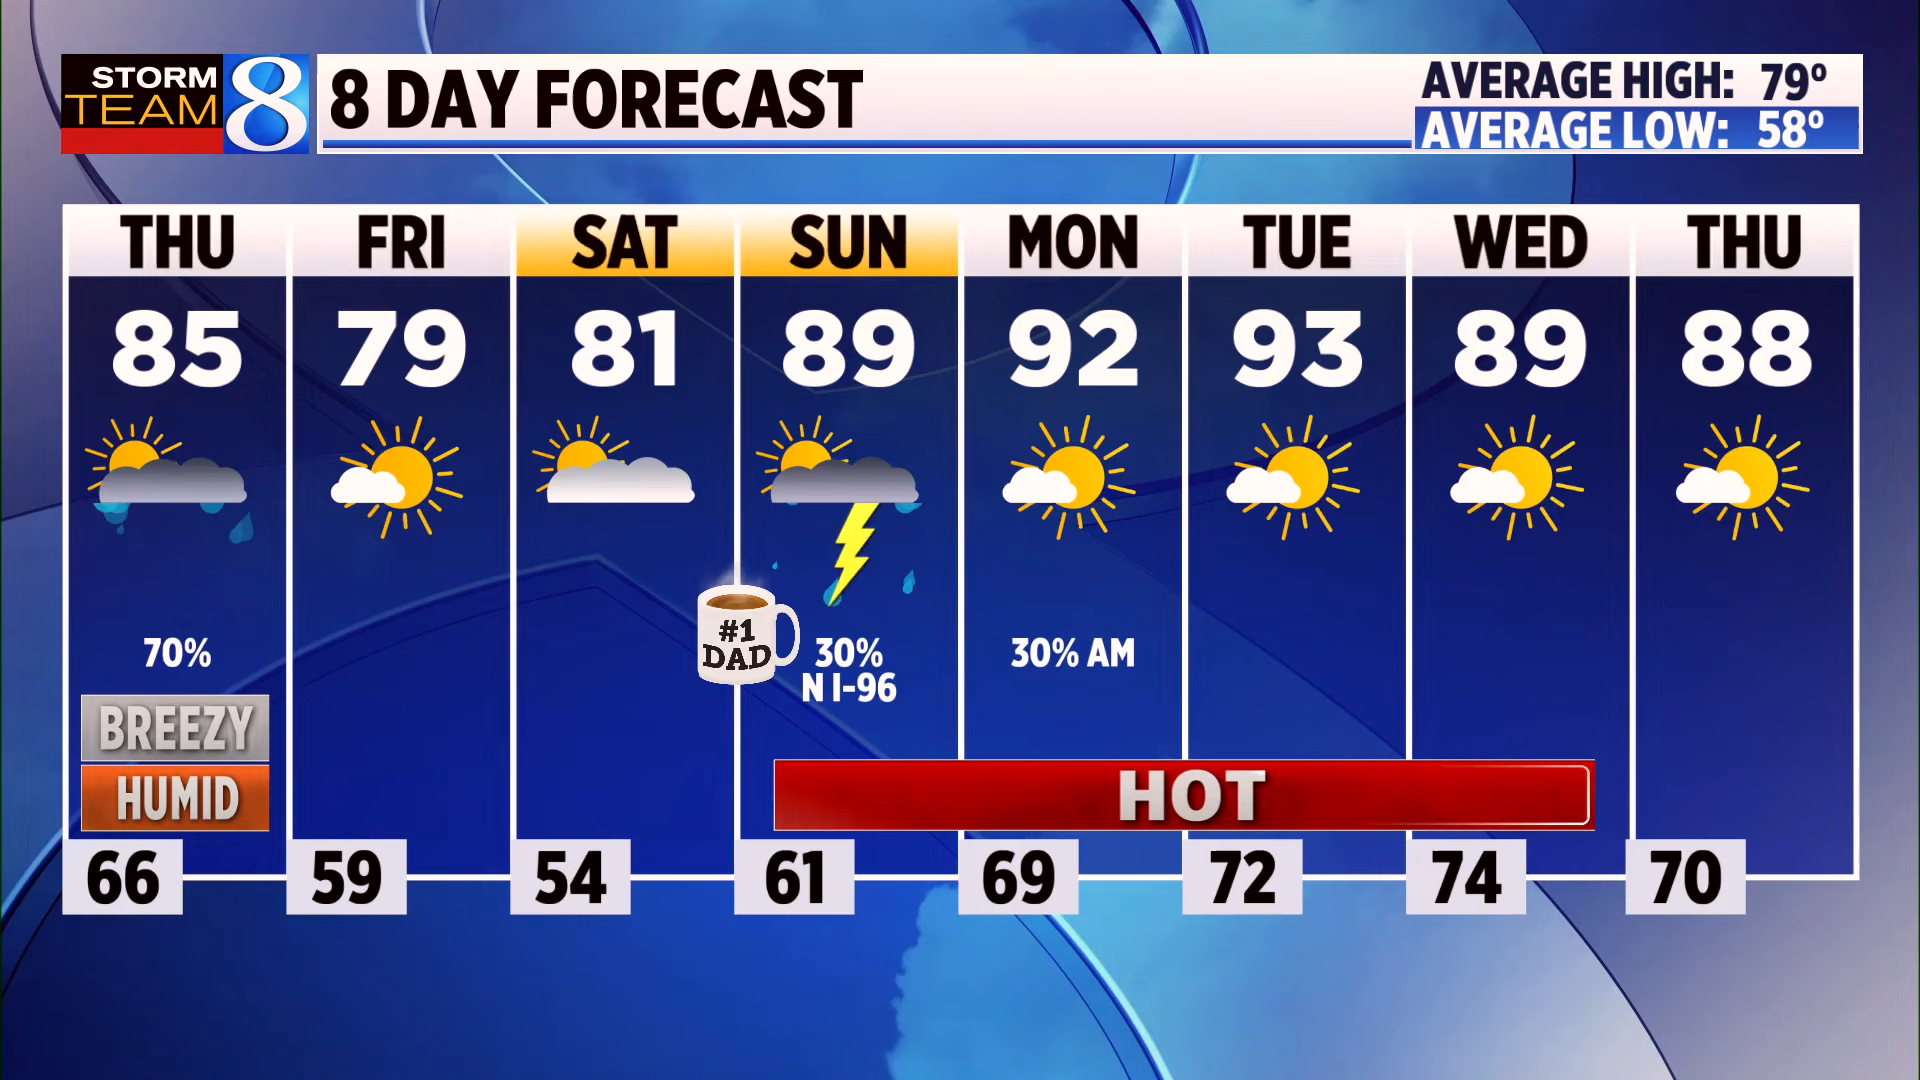 STORM
TEAM 8
8 DAY FORECAST
AVERAGE HIGH: 79º
AVERAGE LOW: 58º
THU FRI SAT SUN MON TUE WED THU
85 79 81 89 92 93 89 88
#1
DAD
70% 30% 30% AM
N I-96
BREEZY
HUMID
HOT
66 59 54 61 69 72 74 70